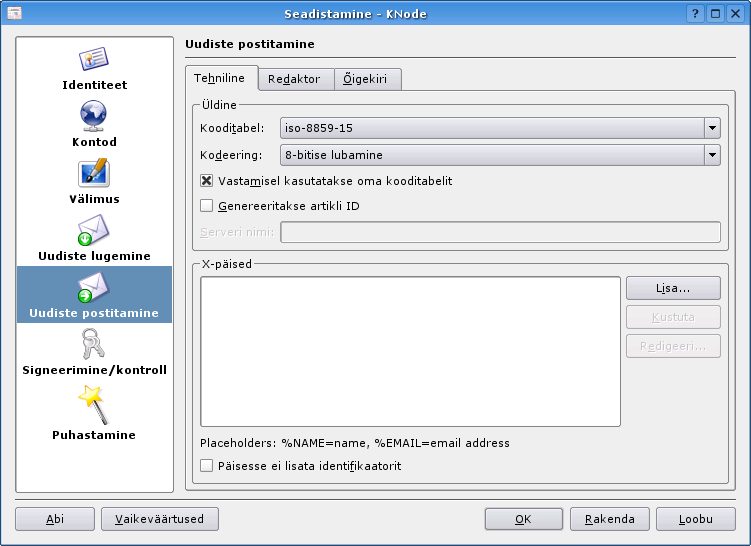 Seadistamine - KNode
Identiteet
Kontod
Välimus
Uudiste lugemine
Uudiste postitamine
Signeerimine/kontroll
Puhastamine
Uudiste postitamine
Tehniline Redaktor Õigekiri
Üldine
Kooditabel: iso-8859-15
Kodeering: 8-bitise lubamine
Vastamisel kasutatakse oma kooditabelit
Genereeritakse artikli ID
Serveri nimi:
X-päised
Lisa...
Kustuta
Redigeeri...
Placeholders: %NAME=name, %EMAIL=email address
Päisesse ei lisata identifikaatorit
Abi Vaikeväärtused OK Rakenda Loobu